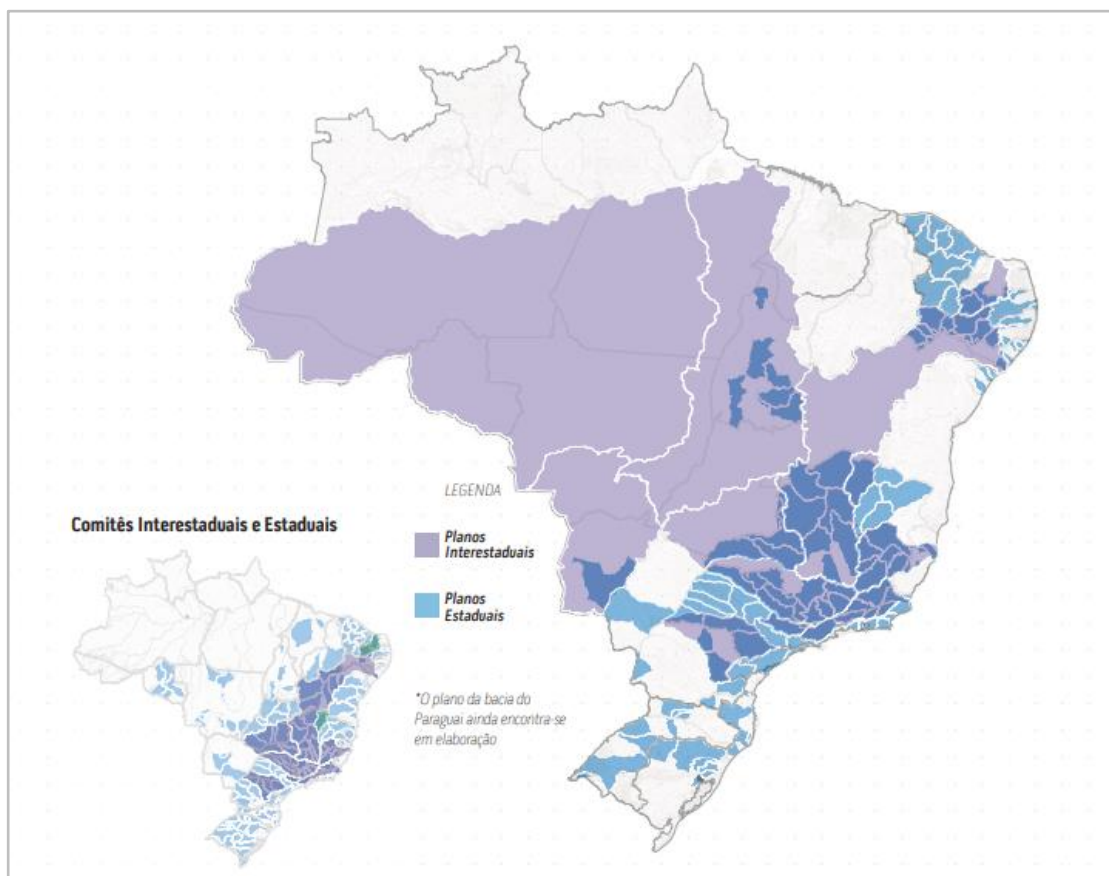 LEGENDA
Comitês Interestaduais e Estaduais
Planos
Interestaduais
Planos
Estaduais
*O plano da bacia do
Paraguai ainda encontra-se
em elaboração